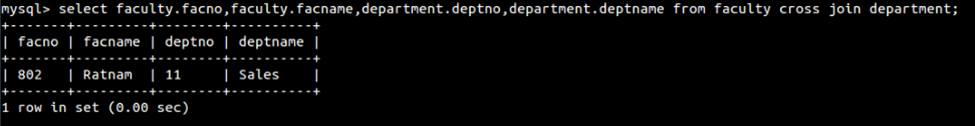 mysql> select faculty.facno,faculty.facname,department.deptno,department.deptname from faculty cross join department;
+-------+---------+--------+----------+
| facno | facname | deptno | deptname |
+-------+---------+--------+----------+
| 802   | Ratnam  | 11     | Sales    |
+-------+---------+--------+----------+
1 row in set (0.00 sec)